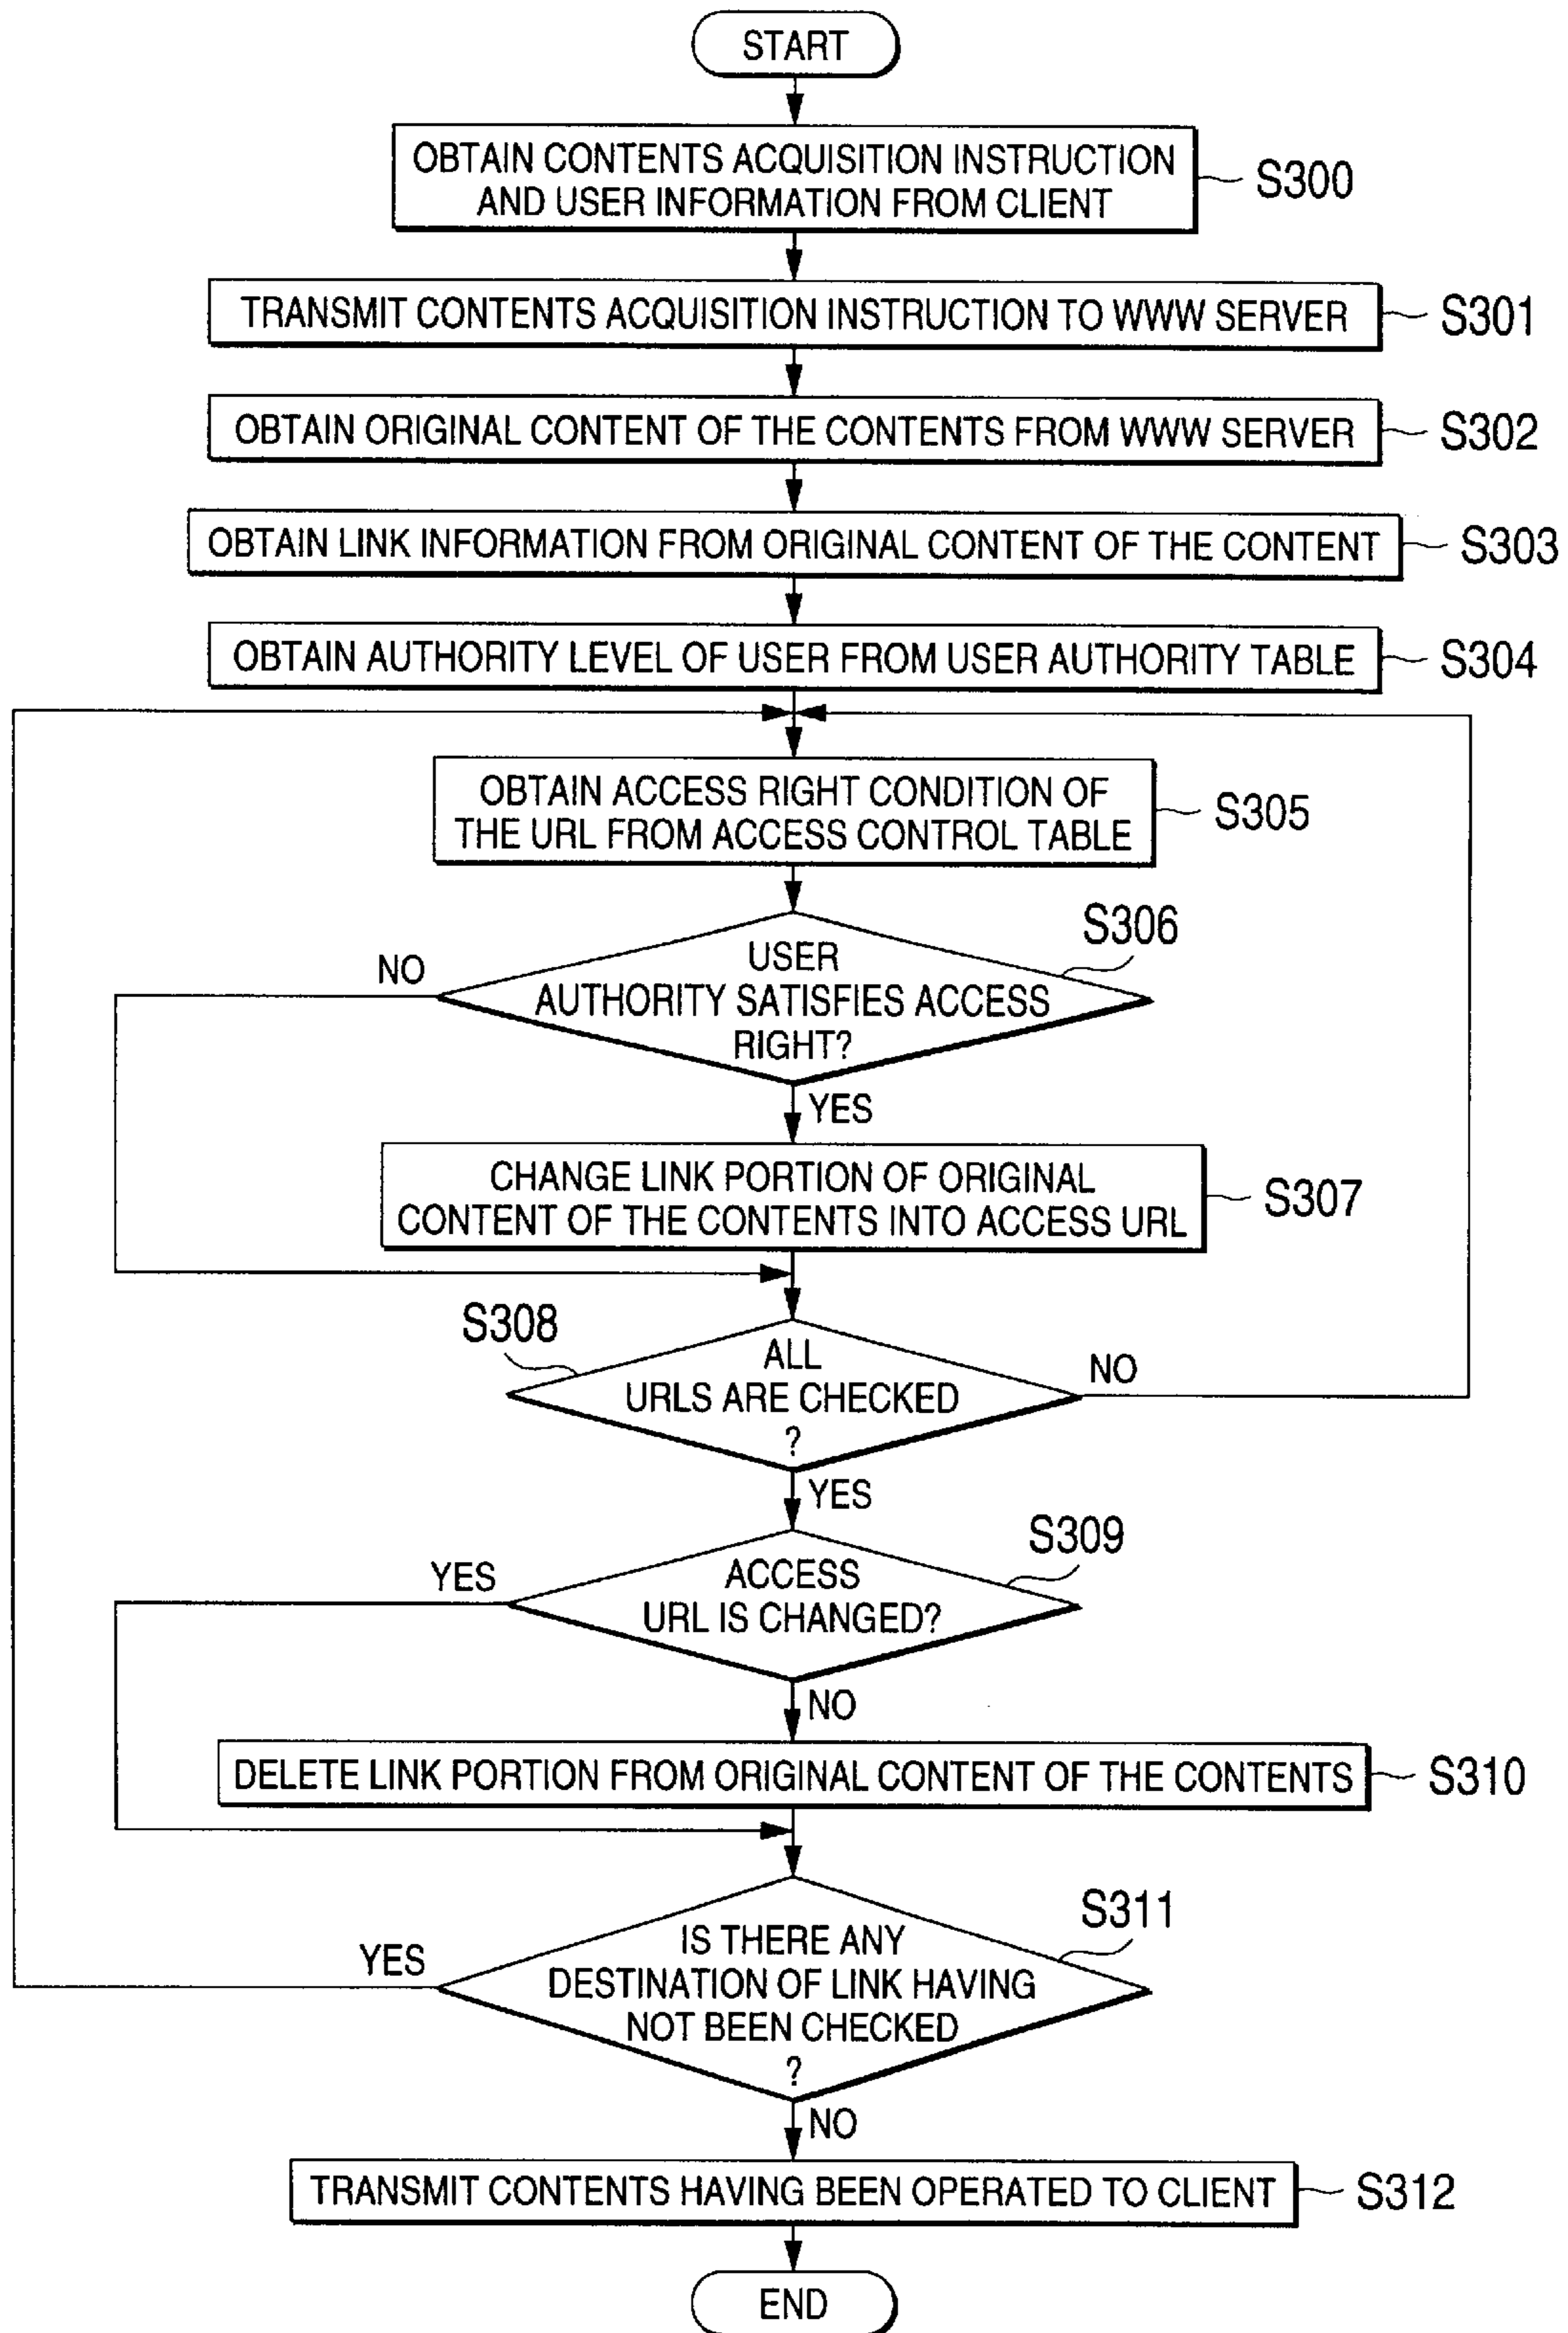 START
OBTAIN CONTENTS ACQUISITION INSTRUCTION
AND USER INFORMATION FROM CLIENT
S300
TRANSMIT CONTENTS ACQUISITION INSTRUCTION TO WWW SERVER
S301
OBTAIN ORIGINAL CONTENT OF THE CONTENTS FROM WWW SERVER
S302
OBTAIN LINK INFORMATION FROM ORIGINAL CONTENT OF THE CONTENT
S303
OBTAIN AUTHORITY LEVEL OF USER FROM USER AUTHORITY TABLE
S304
OBTAIN ACCESS RIGHT CONDITION OF
THE URL FROM ACCESS CONTROL TABLE
S305
S306
NO
USER
AUTHORITY SATISFIES ACCESS
RIGHT?
YES
CHANGE LINK PORTION OF ORIGINAL
CONTENT OF THE CONTENTS INTO ACCESS URL
S307
S308
ALL
URLS ARE CHECKED
?
NO
YES
S309
YES
ACCESS
URL IS CHANGED?
NO
DELETE LINK PORTION FROM ORIGINAL CONTENT OF THE CONTENTS
S310
S311
YES
IS THERE ANY
DESTINATION OF LINK HAVING
NOT BEEN CHECKED
?
NO
TRANSMIT CONTENTS HAVING BEEN OPERATED TO CLIENT
S312
END